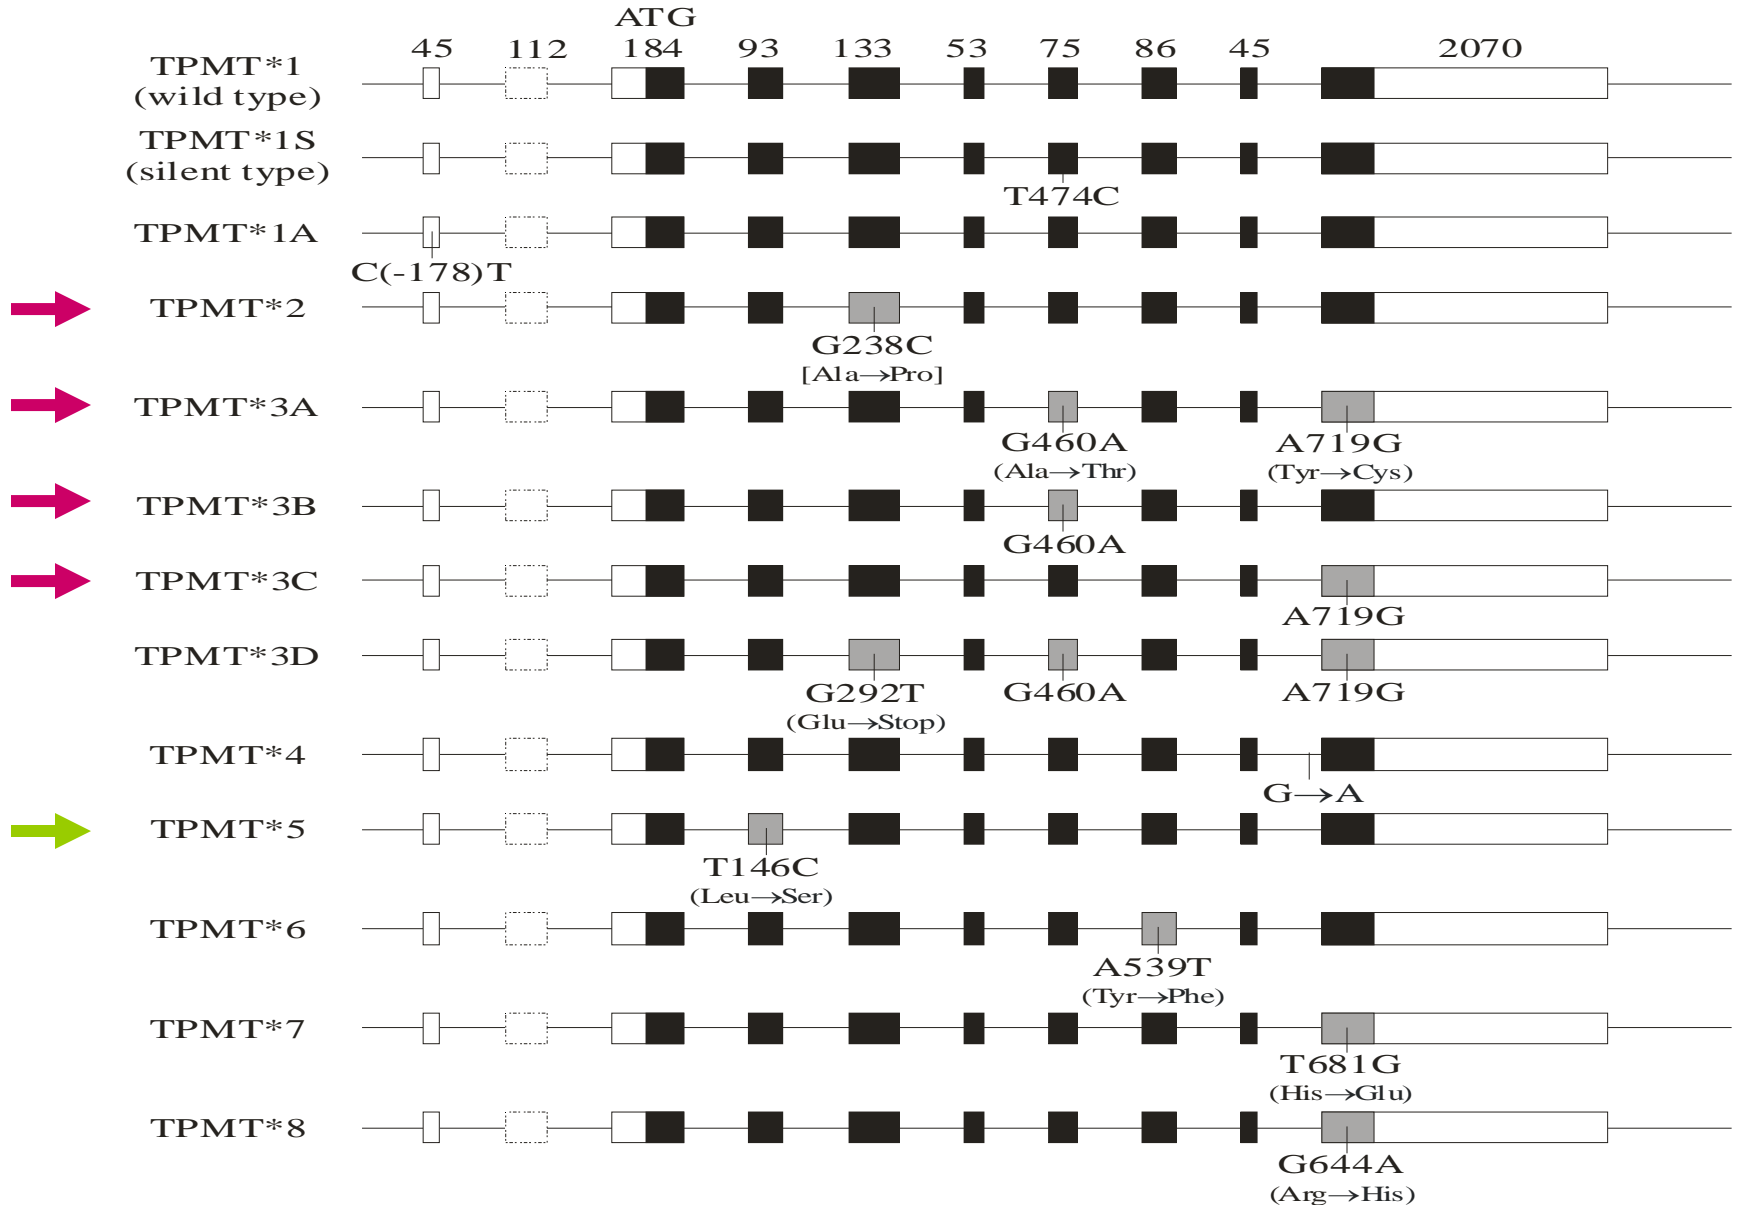 ATG
45 112 184 93 133 53 75 86 45 2070
TPMT*1
(wild type)
TPMT*1S
(silent type)
T474C
TPMT*1A
C(-178)T
TPMT*2
G238C
[Ala→Pro]
TPMT*3A
G460A A719G
(Ala→Thr) (Tyr→Cys)
TPMT*3B
G460A
TPMT*3C
A719G
TPMT*3D
G292T G460A A719G
(Glu→Stop)
TPMT*4
G→A
TPMT*5
T146C
(Leu→Ser)
TPMT*6
A539T
(Tyr→Phe)
TPMT*7
T681G
(His→Glu)
TPMT*8
G644A
(Arg→His)